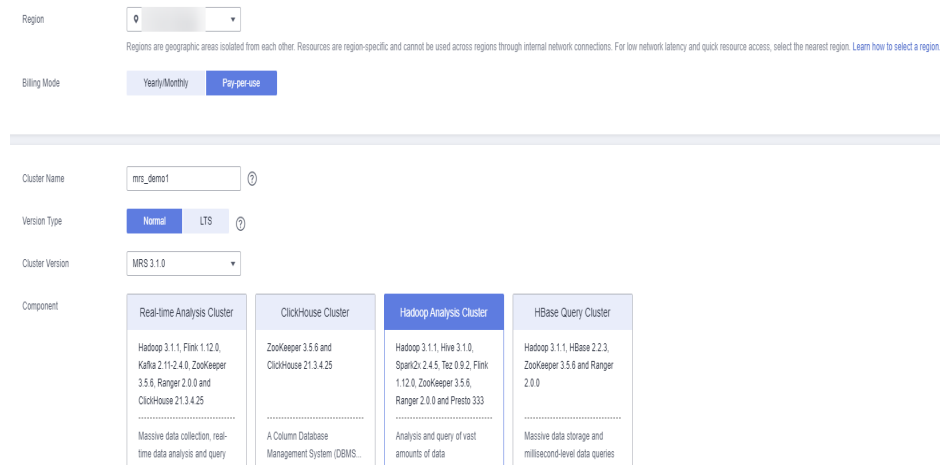 Region
Regions are geographic areas isolated from each other. Resources are region-specific and cannot be used across regions through internal network connections. For low network latency and quick resource access, select the nearest region. Learn how to select a region.
Billing Mode
Yearly/Monthly
Pay-per-use
Cluster Name
mrs_demo1
?
Version Type
Normal
LTS
?
Cluster Version
MRS 3.1.0
Component
Real-time Analysis Cluster
Hadoop 3.1.1, Flink 1.12.0,
Kafka 2.11-2.4.0, ZooKeeper
3.5.6, Ranger 2.0.0 and
ClickHouse 21.3.4.25
Massive data collection, real-
time data analysis and query
ClickHouse Cluster
ZooKeeper 3.5.6 and
ClickHouse 21.3.4.25
A Column Database
Management System (DBMS...
Hadoop Analysis Cluster
Hadoop 3.1.1, Hive 3.1.0,
Spark2x 2.4.5, Tez 0.9.2, Flink
1.12.0, ZooKeeper 3.5.6,
Ranger 2.0.0 and Presto 333
Analysis and query of vast
amounts of data
HBase Query Cluster
Hadoop 3.1.1, HBase 2.2.3,
ZooKeeper 3.5.6 and Ranger
2.0.0
Massive data storage and
millisecond-level data queries